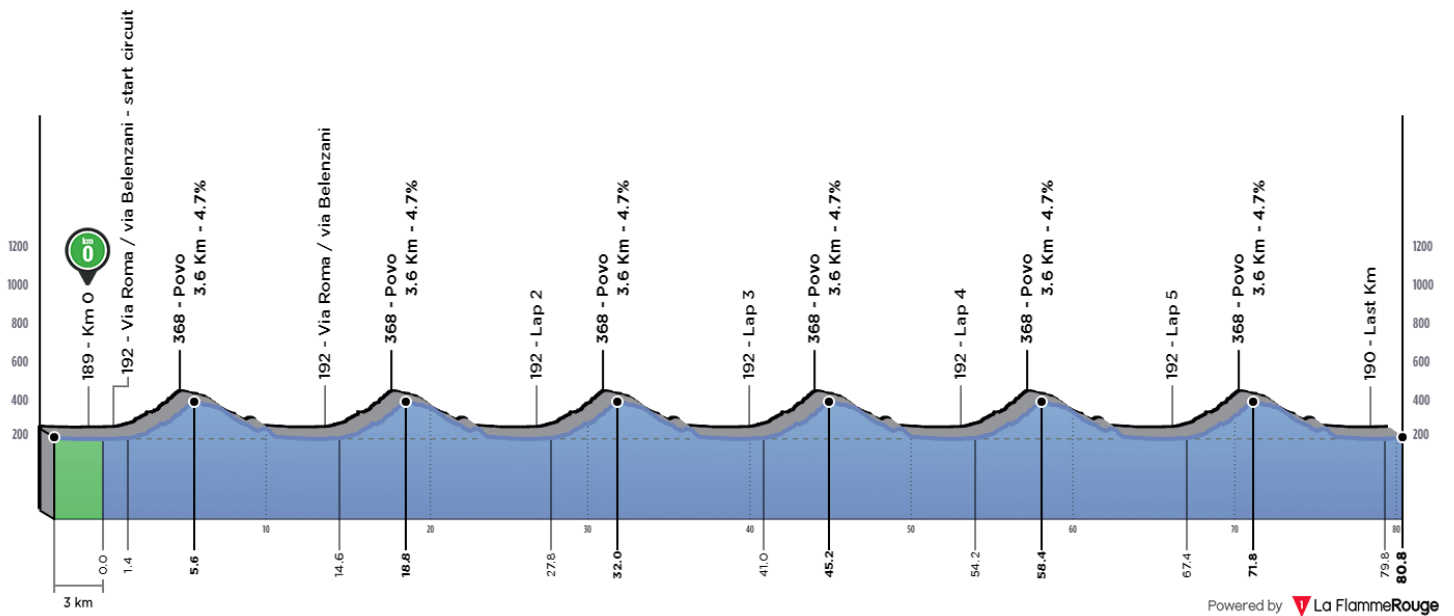 192 - Via Roma / via Belenzani - start circuit
192 - Via Roma / via Belenzani
km
0
189 - Km 0
368 - Povo
3.6 Km - 4.7%
368 - Povo
3.6 Km - 4.7%
192 - Lap 2
368 - Povo
3.6 Km - 4.7%
192 - Lap 3
368 - Povo
3.6 Km - 4.7%
192 - Lap 4
368 - Povo
3.6 Km - 4.7%
192 - Lap 5
368 - Povo
3.6 Km - 4.7%
190 - Last Km
1200
1000
800
600
400
200
1200
1000
800
600
400
200
10
20
30
40
50
60
70
80
0.0
1.4
5.6
14.6
18.8
27.8
32.0
41.0
45.2
54.2
58.4
67.4
71.8
79.8
80.8
3 km
Powered by 1 La FlammeRouge